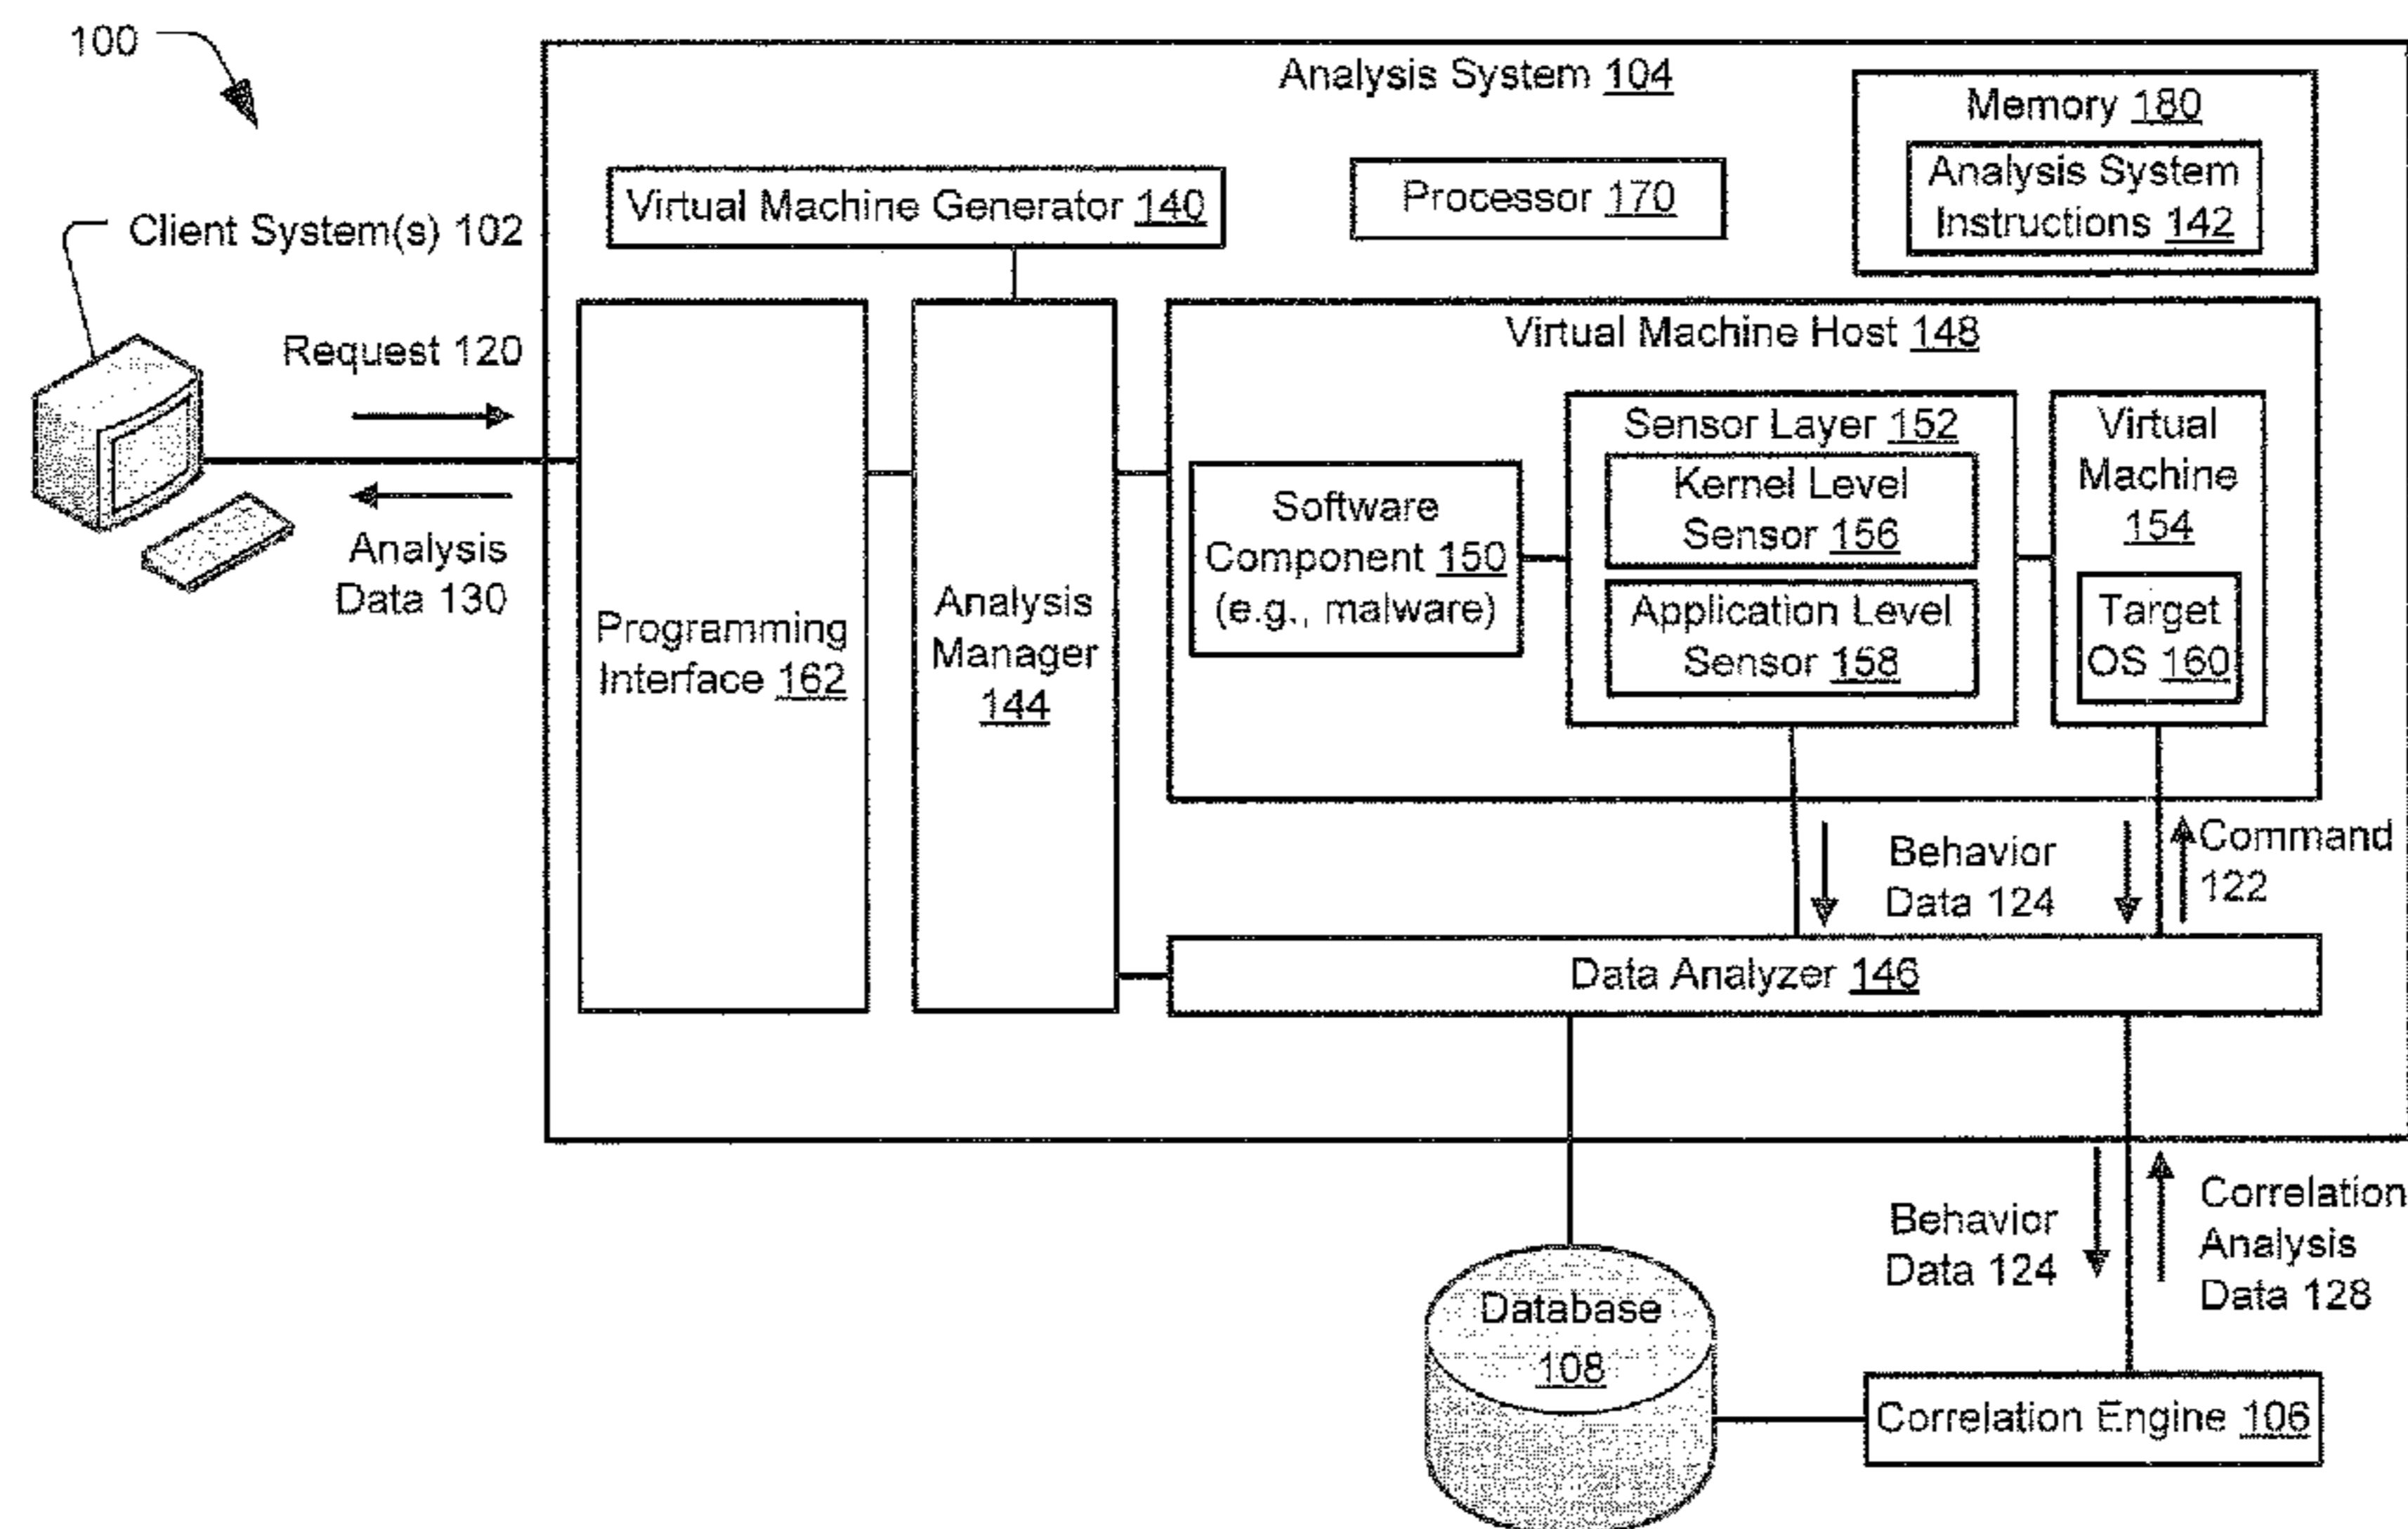 100
Analysis System 104
Memory 180
Analysis System
Instructions 142
Virtual Machine Generator 140
Processor 170
Client System(s) 102
Request 120
Analysis
Data 130
Programming
Interface 162
Analysis
Manager
144
Virtual Machine Host 148
Software
Component 150
(e.g., malware)
Sensor Layer 152
Kernel Level
Sensor 156
Application Level
Sensor 158
Virtual
Machine
154
Target
OS 160
Behavior
Data 124
Command
122
Data Analyzer 146
Behavior
Data 124
Correlation
Analysis
Data 128
Database
108
Correlation Engine 106